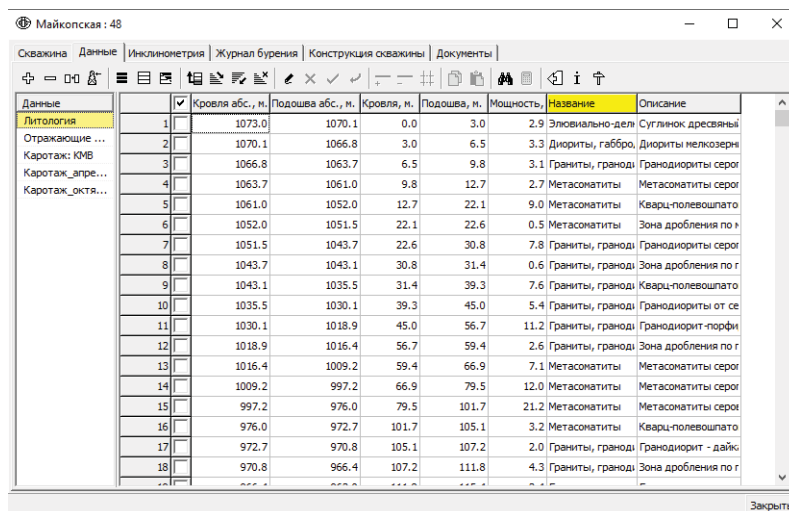 Майкопская : 48
Скважина Данные Инклинометрия Журнал бурения Конструкция скважины Документы
Данные
Литология
Отражающие ...
Каротаж: КМВ
Каротаж_апре...
Каротаж_октя...
Кровля абс., м. Подошва абс., м. Кровля, м. Подошва, м. Мощность, Название Описание
1 1073.0 1070.1 0.0 3.0 2.9 Элювиально-дел Суглинок дресвяный
2 1070.1 1066.8 3.0 6.5 3.3 Диориты, габбро, Диориты мелкозерн
3 1066.8 1063.7 6.5 9.8 3.1 Граниты, гранод Гранодиориты серог
4 1063.7 1061.0 9.8 12.7 2.7 Метасоматиты Метасоматиты серог
5 1061.0 1052.0 12.7 22.1 9.0 Метасоматиты Кварц-полевошпато
6 1052.0 1051.5 22.1 22.6 0.5 Метасоматиты Зона дробления по м
7 1051.5 1043.7 22.6 30.8 7.8 Граниты, гранод Гранодиориты серог
8 1043.7 1043.1 30.8 31.4 0.6 Граниты, гранод Зона дробления по г
9 1043.1 1035.5 31.4 39.3 7.6 Граниты, гранод Кварц-полевошпато
10 1035.5 1030.1 39.3 45.0 5.4 Граниты, гранод Гранодиориты от се
11 1030.1 1018.9 45.0 56.7 11.2 Граниты, гранод Гранодиорит-порфи
12 1018.9 1016.4 56.7 59.4 2.6 Граниты, гранод Зона дробления по г
13 1016.4 1009.2 59.4 66.9 7.1 Метасоматиты Метасоматиты серог
14 1009.2 997.2 66.9 79.5 12.0 Метасоматиты Метасоматиты серог
15 997.2 976.0 79.5 101.7 21.2 Метасоматиты Метасоматиты серов
16 976.0 972.7 101.7 105.1 3.2 Метасоматиты Кварц-полевошпато
17 972.7 970.8 105.1 107.2 2.0 Граниты, гранод Гранодиорит - дайк
18 970.8 966.4 107.2 111.8 4.3 Граниты, гранод Зона дробления по г
Закрыть